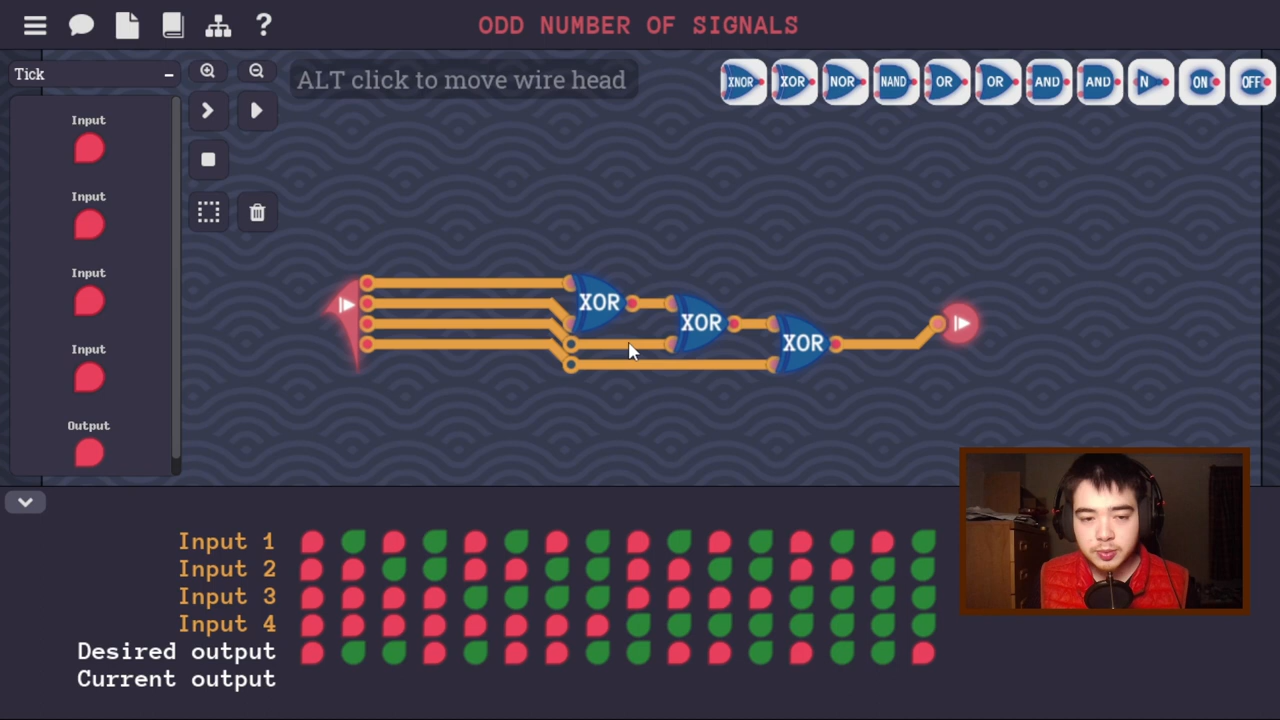 ODD NUMBER OF SIGNALS
Tick
ALT click to move wire head
XNOR XOR NOR NAND OR OR AND AND N ON OFF
Input
Input
Input
Input
Output
XOR
XOR
XOR
Input 1
Input 2
Input 3
Input 4
Desired output
Current output